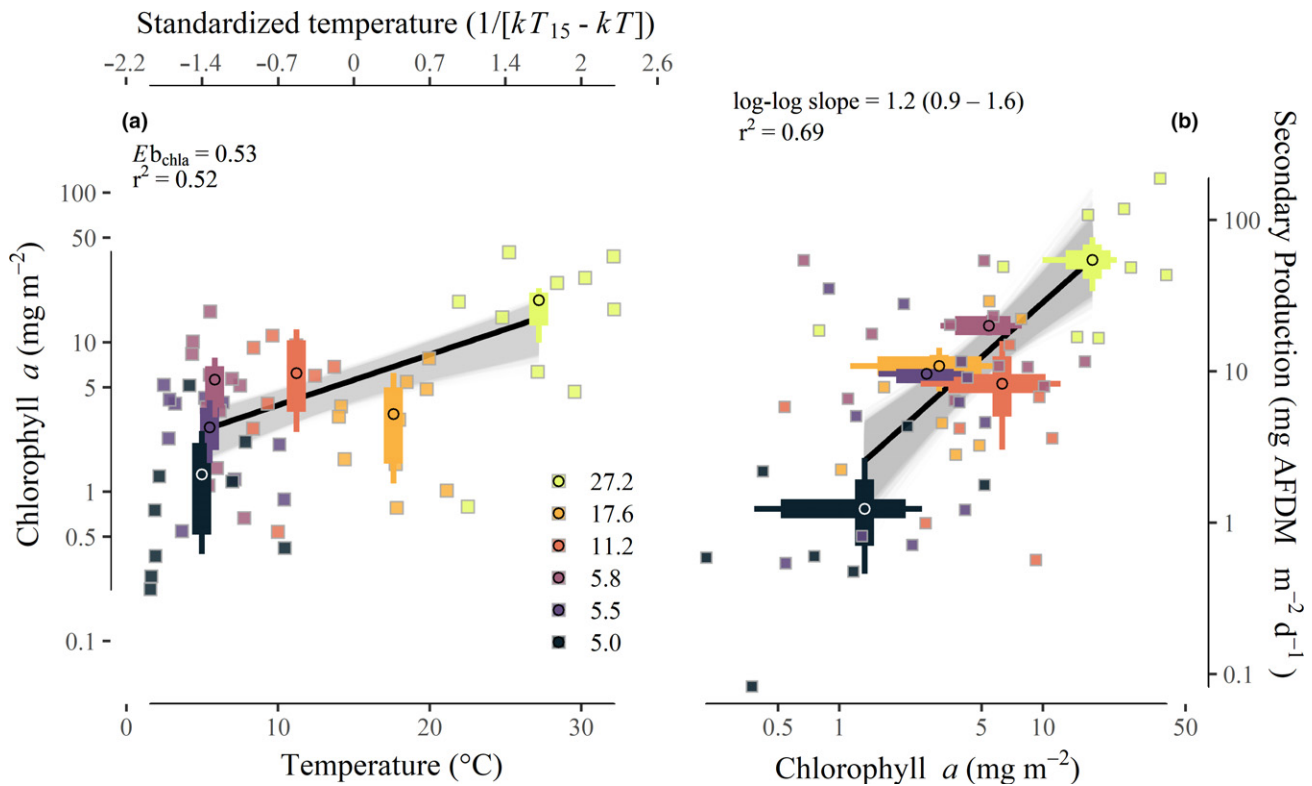 Standardized temperature (1/[kT₁₅ - kT])
-2.2 -1.4 -0.7 0 0.7 1.4 2 2.6
(a)
Eb_chla = 0.53
r² = 0.52
Chlorophyll a (mg m⁻²)
100
50
10
5
1
0.5
0.1
27.2
17.6
11.2
5.8
5.5
5.0
0 10 20 30
Temperature (°C)
log-log slope = 1.2 (0.9 – 1.6)
r² = 0.69
(b)
100
10
1
0.1
Secondary Production (mg AFDM m⁻² d⁻¹)
0.5 1 5 10 50
Chlorophyll a (mg m⁻²)